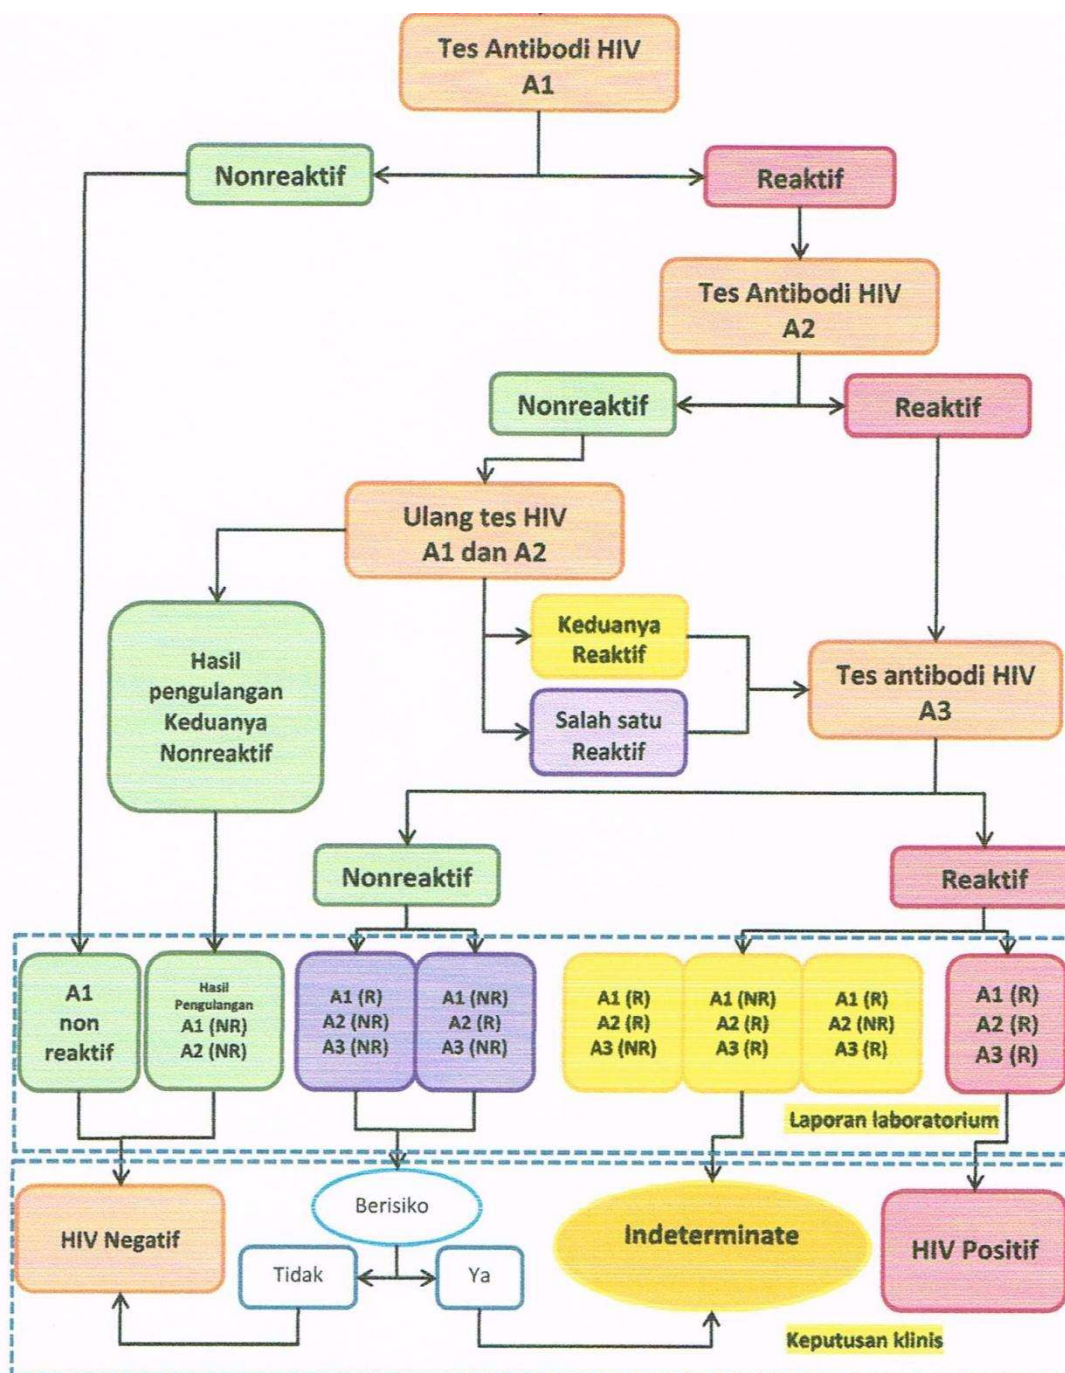 Tes Antibodi HIV
A1
Nonreaktif
Reaktif
Tes Antibodi HIV
A2
Nonreaktif
Reaktif
Ulang tes HIV
A1 dan A2
Hasil
pengulangan
Keduanya
Nonreaktif
Keduanya
Reaktif
Salah satu
Reaktif
Tes antibodi HIV
A3
Nonreaktif
Reaktif
A1
non
reaktif
Hasil
Pengulangan
A1 (NR)
A2 (NR)
A1 (R)
A2 (NR)
A3 (NR)
A1 (NR)
A2 (R)
A3 (NR)
A1 (R)
A2 (R)
A3 (NR)
A1 (NR)
A2 (R)
A3 (R)
A1 (R)
A2 (NR)
A3 (R)
A1 (R)
A2 (R)
A3 (R)
Laporan laboratorium
HIV Negatif
Berisiko
Tidak
Ya
Indeterminate
HIV Positif
Keputusan klinis